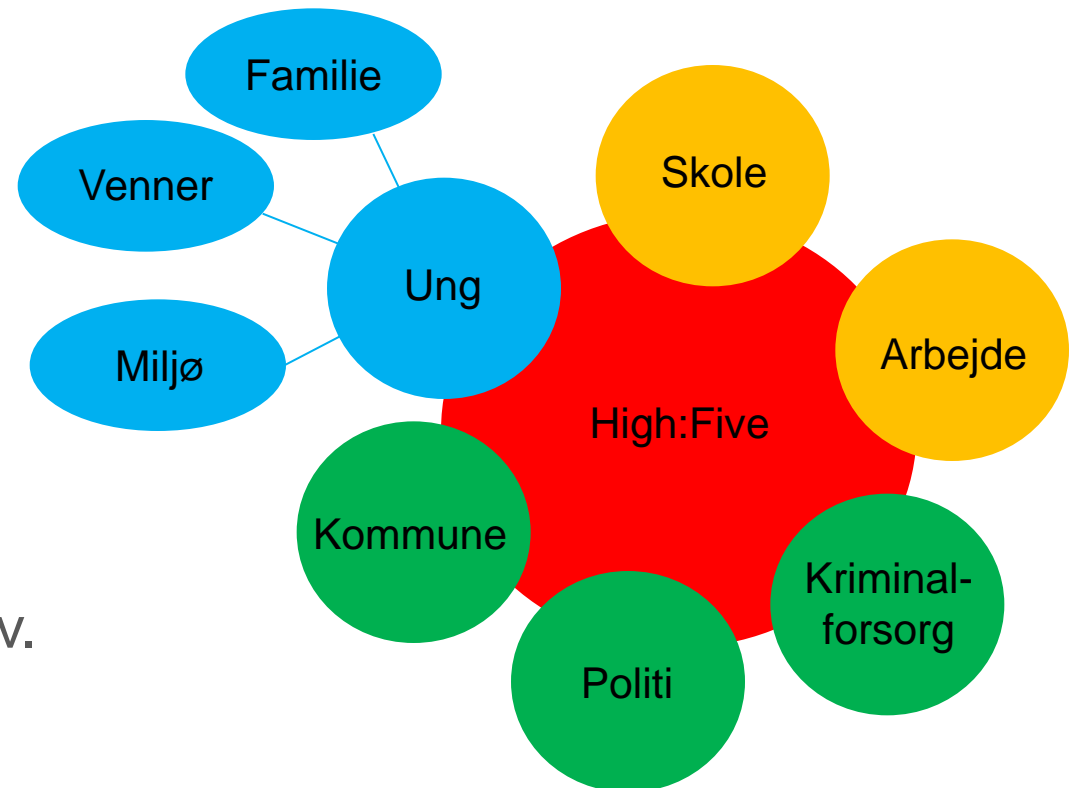 Familie
Venner
Skole
Ung
Arbejde
Miljø
High:Five
Kommune
Kriminal-
forsorg
v.
Politi